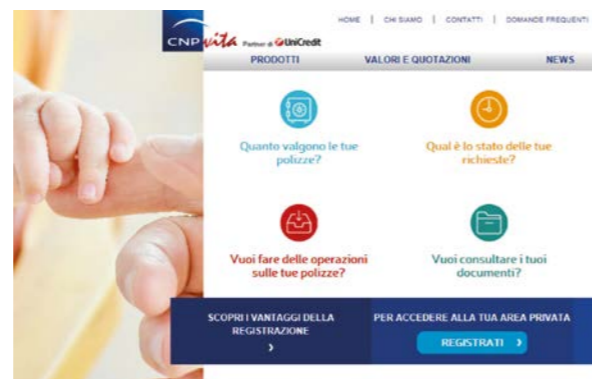 HOME | CHI SIAMO | CONTATTI | DOMANDE FREQUENTI
CNP vita Partner di UniCredit
PRODOTTI VALORI E QUOTAZIONI NEWS
Quanto valgono le tue
polizze?
Qual è lo stato delle tue
richieste?
Vuoi fare delle operazioni
sulle tue polizze?
Vuoi consultare i tuoi
documenti?
SCOPRI I VANTAGGI DELLA
REGISTRAZIONE
PER ACCEDERE ALLA TUA AREA PRIVATA
REGISTRATI